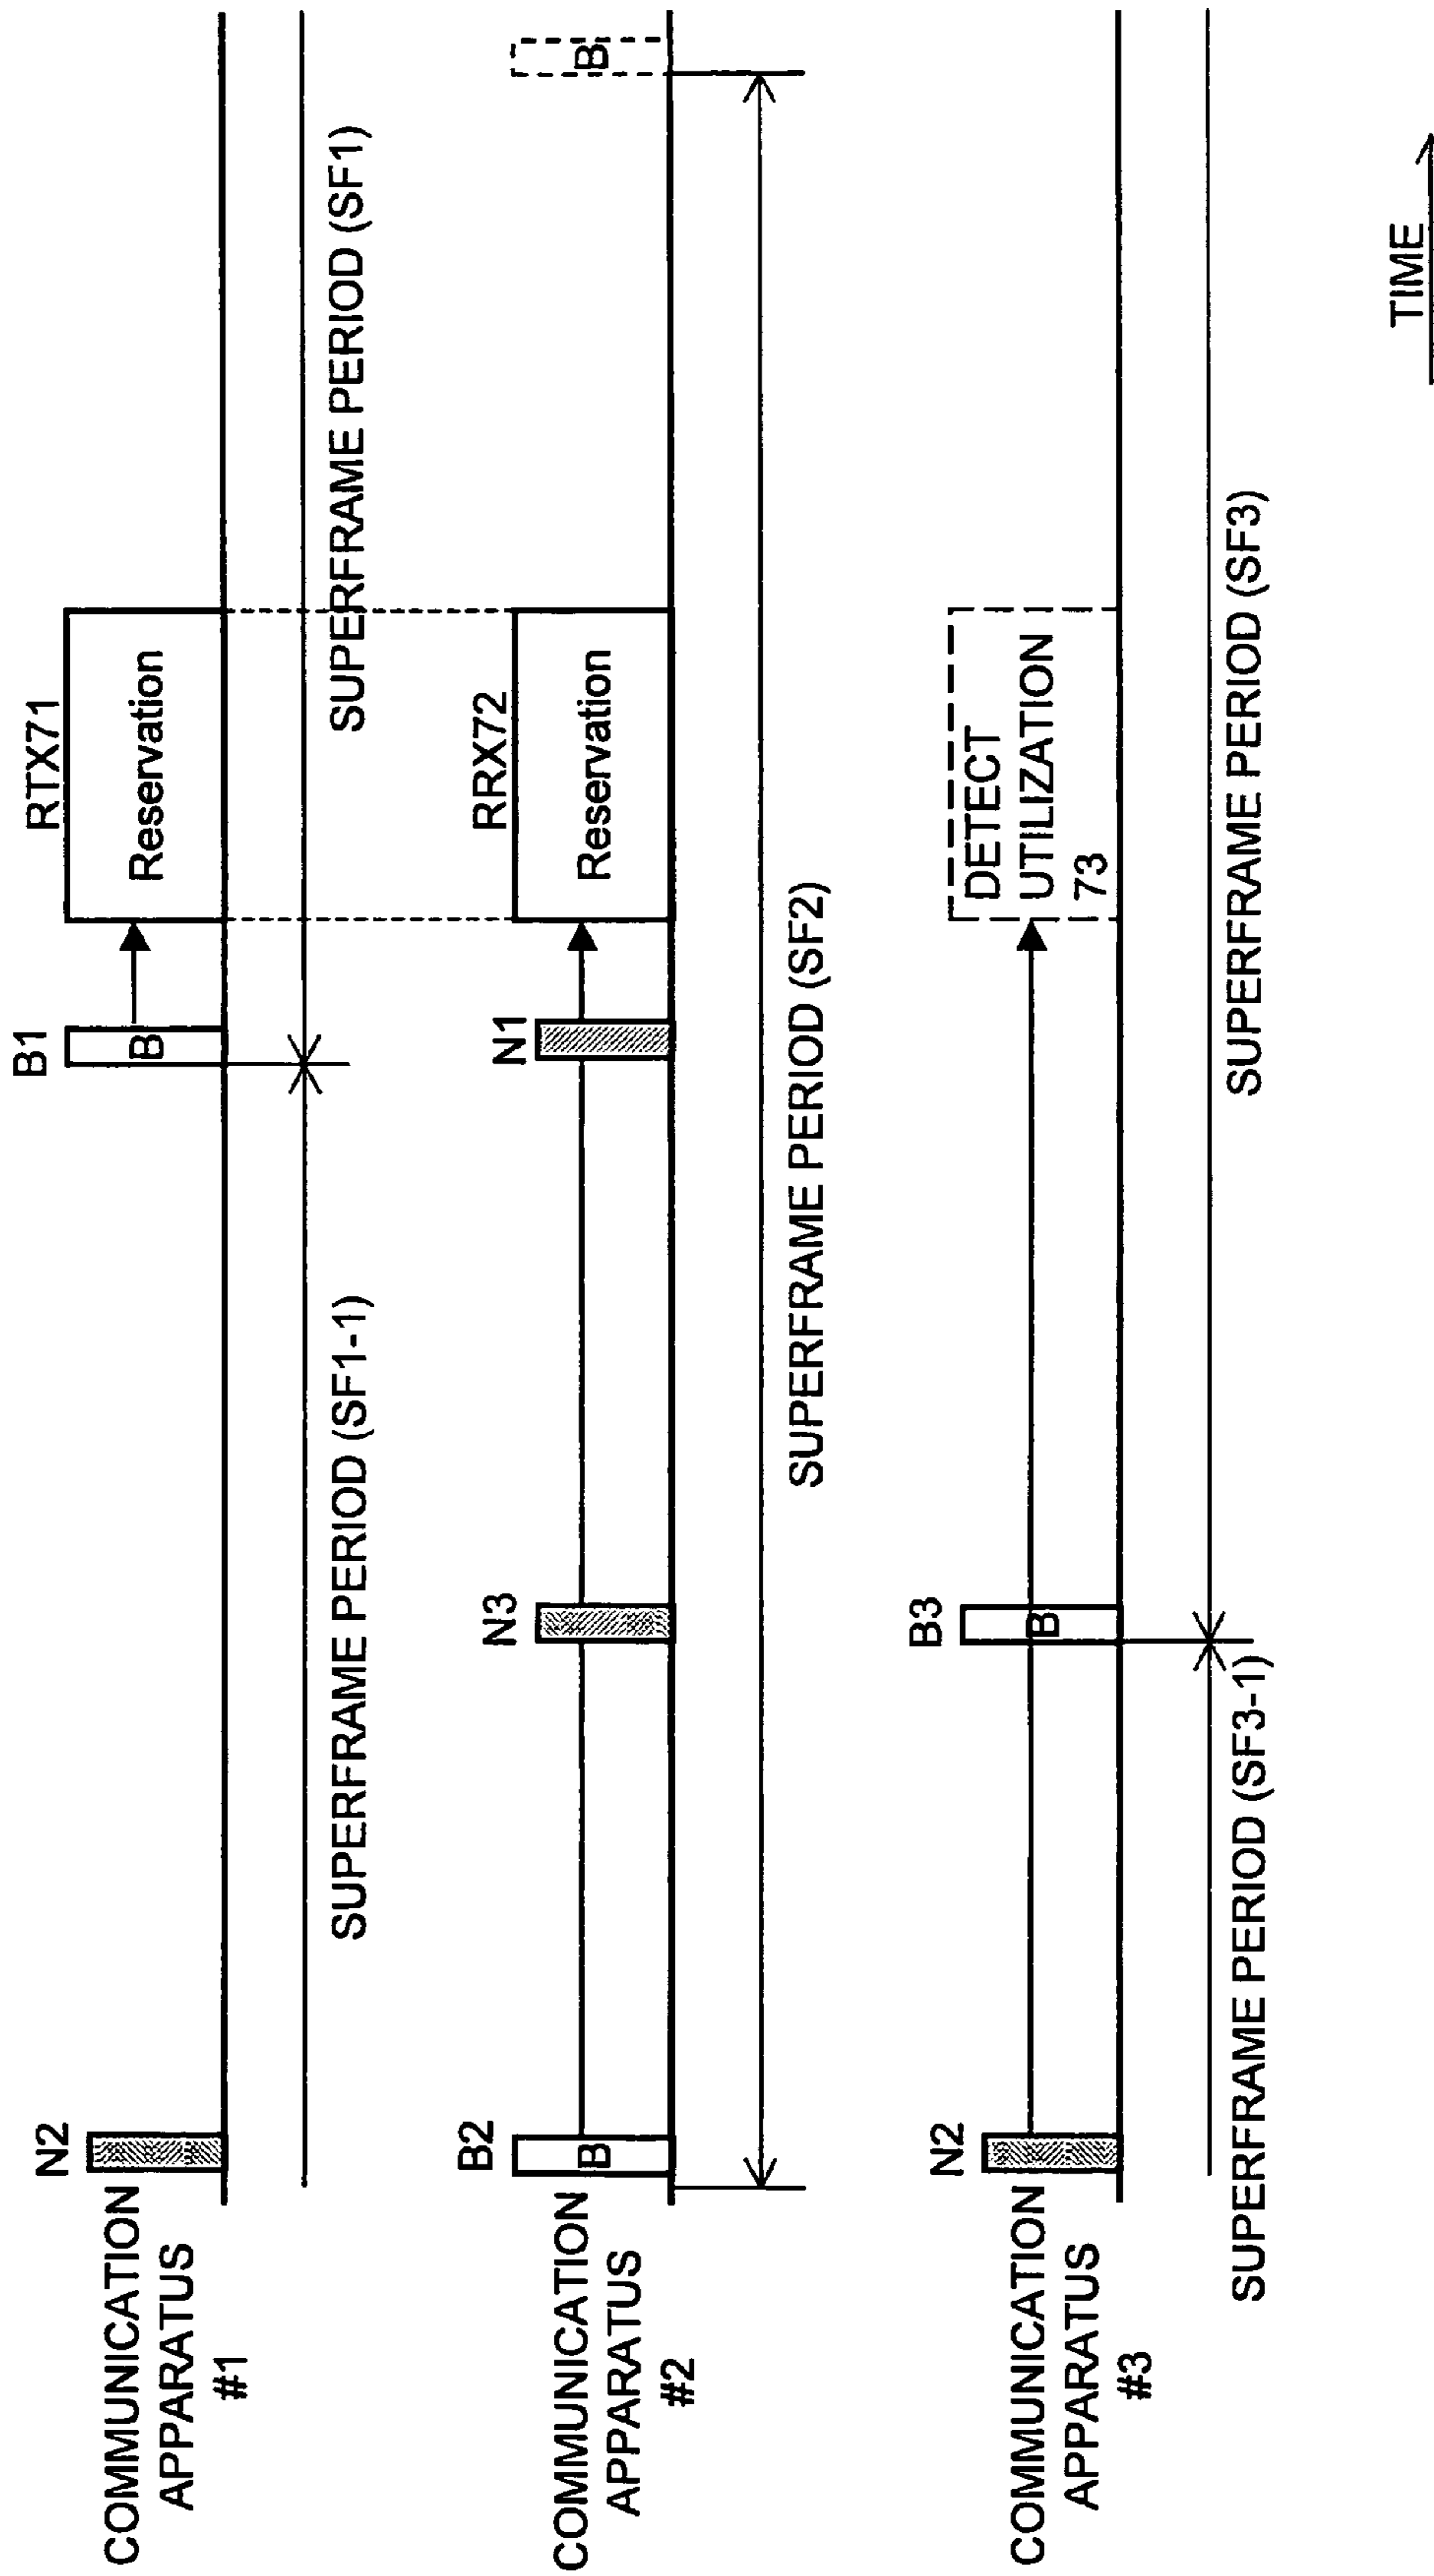 COMMUNICATION
APPARATUS
#1
N2
B1
B
RTX71
Reservation
SUPERFRAME PERIOD (SF1-1)
SUPERFRAME PERIOD (SF1)
COMMUNICATION
APPARATUS
#2
B2
B
N3
N1
RRX72
Reservation
B
SUPERFRAME PERIOD (SF2)
COMMUNICATION
APPARATUS
#3
N2
B3
B
DETECT
UTILIZATION
73
SUPERFRAME PERIOD (SF3-1)
SUPERFRAME PERIOD (SF3)
TIME